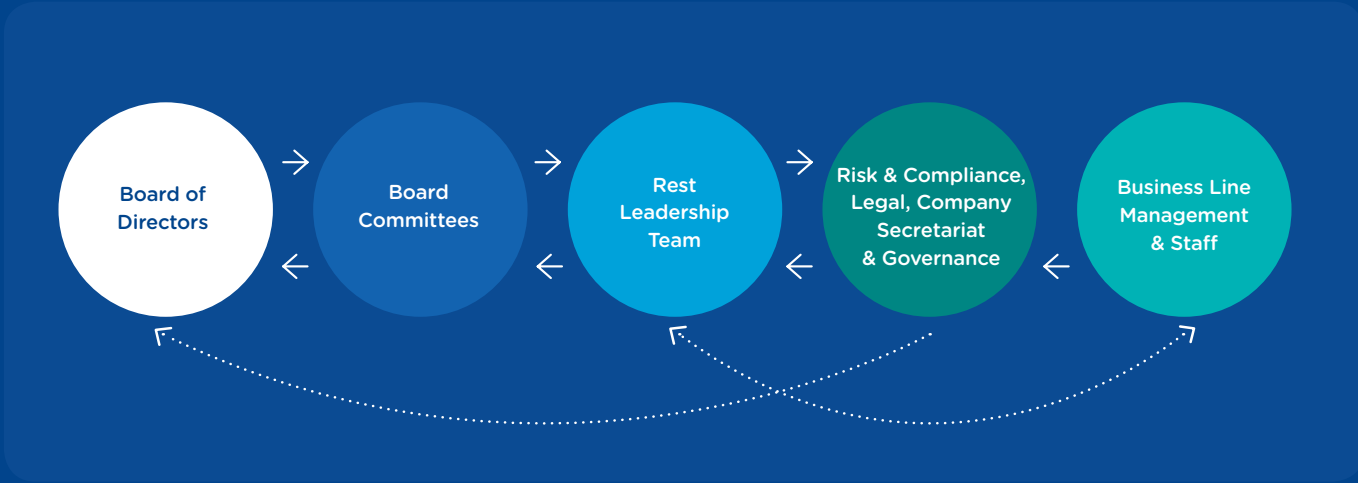 Board of
Directors
Board
Committees
Rest
Leadership
Team
Risk & Compliance,
Legal, Company
Secretariat
& Governance
Business Line
Management
& Staff